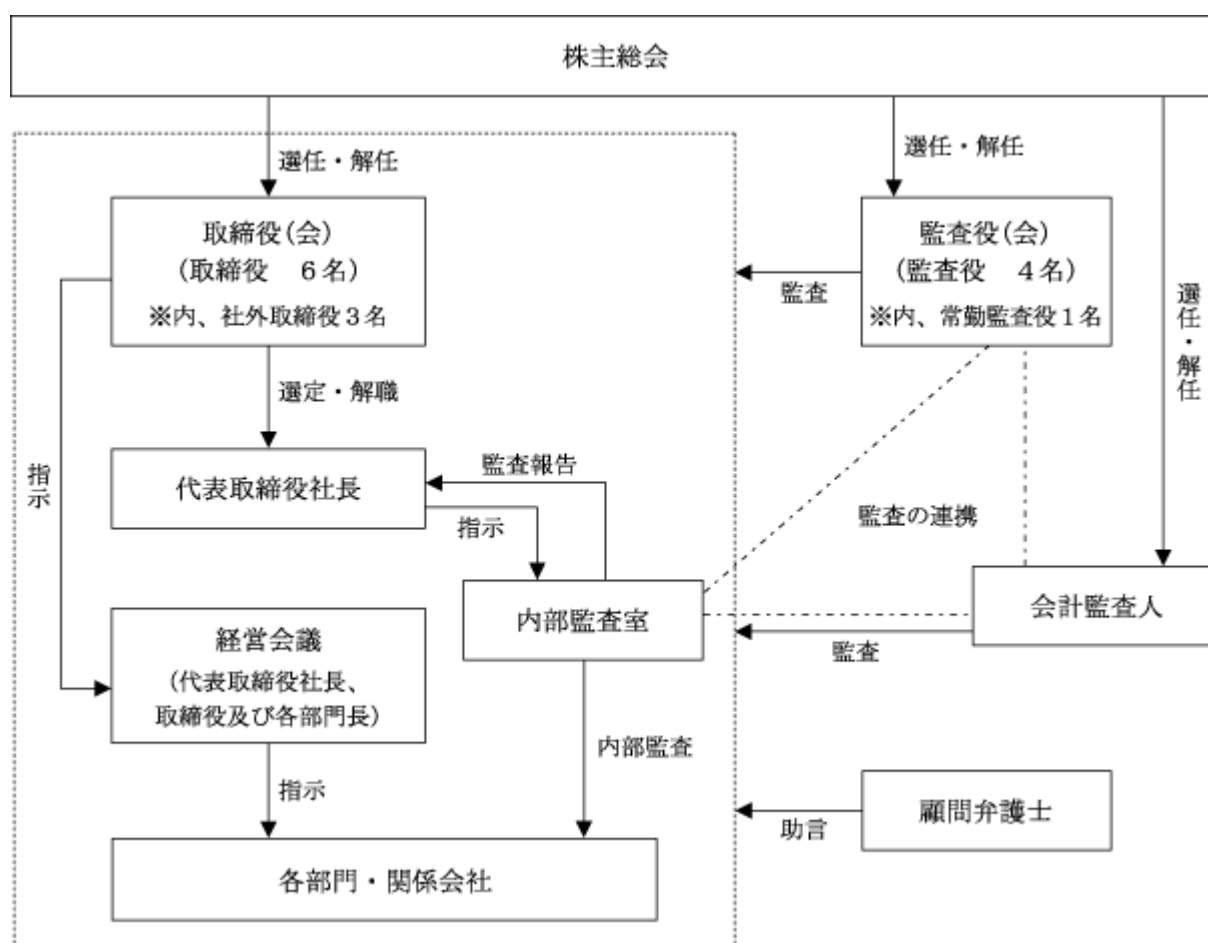 株主総会
選任・解任
選任・解任
選任・解任
取締役(会)
(取締役　6名)
※内、社外取締役3名
監査役(会)
(監査役　4名)
※内、常勤監査役1名
監査
選定・解職
指示
代表取締役社長
監査報告
指示
監査の連携
内部監査室
会計監査人
監査
経営会議
(代表取締役社長、
取締役及び各部門長)
内部監査
指示
顧問弁護士
助言
各部門・関係会社